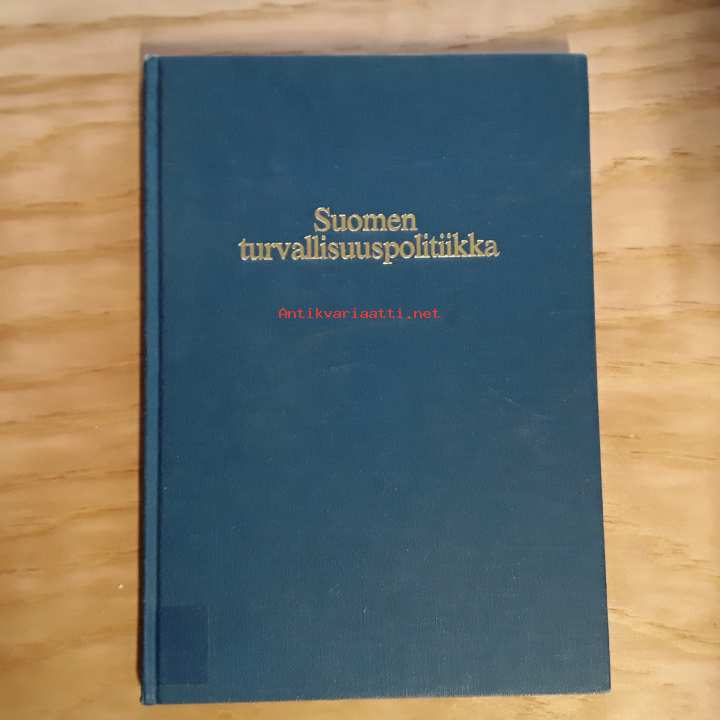 Suomen
turvallisuuspolitiikka
Antikvariaatti.net